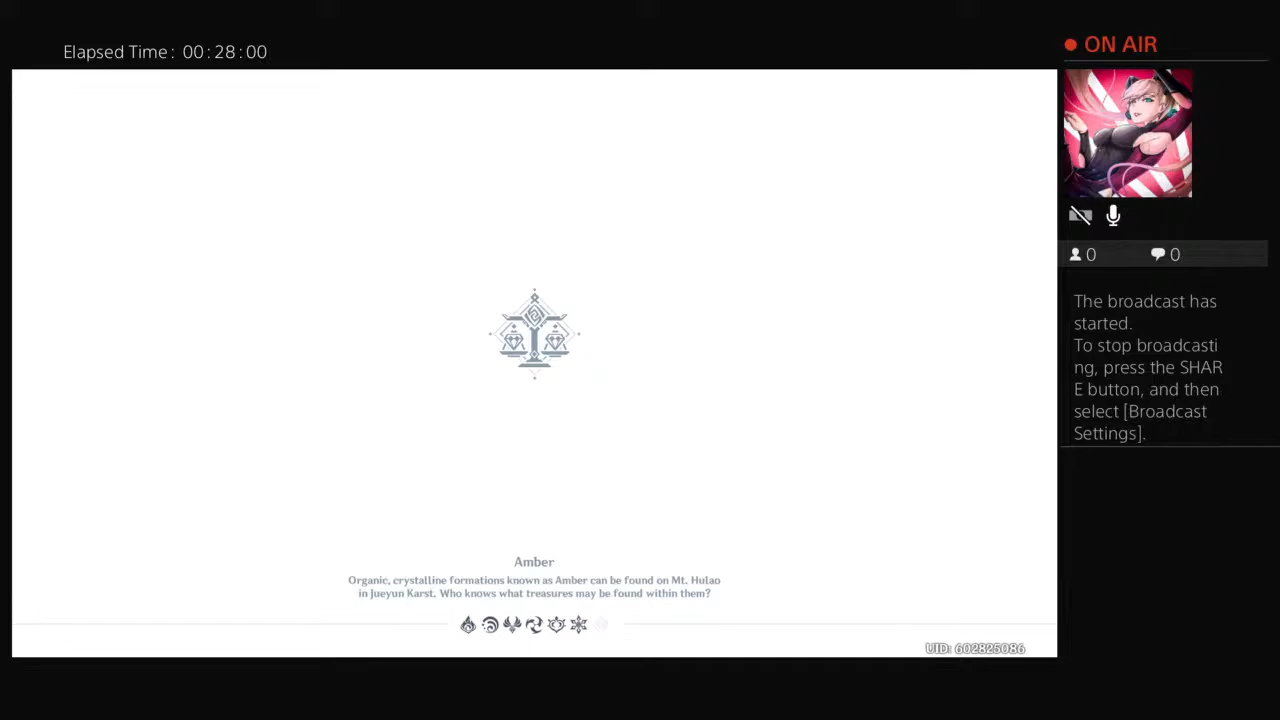 Elapsed Time: 00:28:00
ON AIR
0 0
The broadcast has
started.
To stop broadcasti
ng, press the SHAR
E button, and then
select [Broadcast
Settings].
Amber
Organic, crystalline formations known as Amber can be found on Mt. Hulao
in Jueyun Karst. Who knows what treasures may be found within them?
UID: 602825086